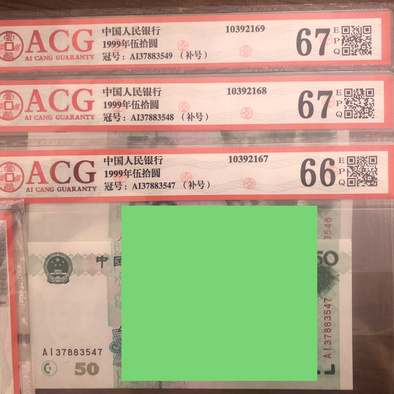 ACG
AI CANG GUARANTY
中国人民银行 10392169
1999年伍拾圆
冠号：AI37883549 （补号）
67 EPQ
ACG
AI CANG GUARANTY
中国人民银行 10392168
1999年伍拾圆
冠号：AI37883548 （补号）
67 EPQ
ACG
AI CANG GUARANTY
中国人民银行 10392167
1999年伍拾圆
冠号：AI37883547 （补号）
66 EPQ
中
50
AI37883547
50
37883547